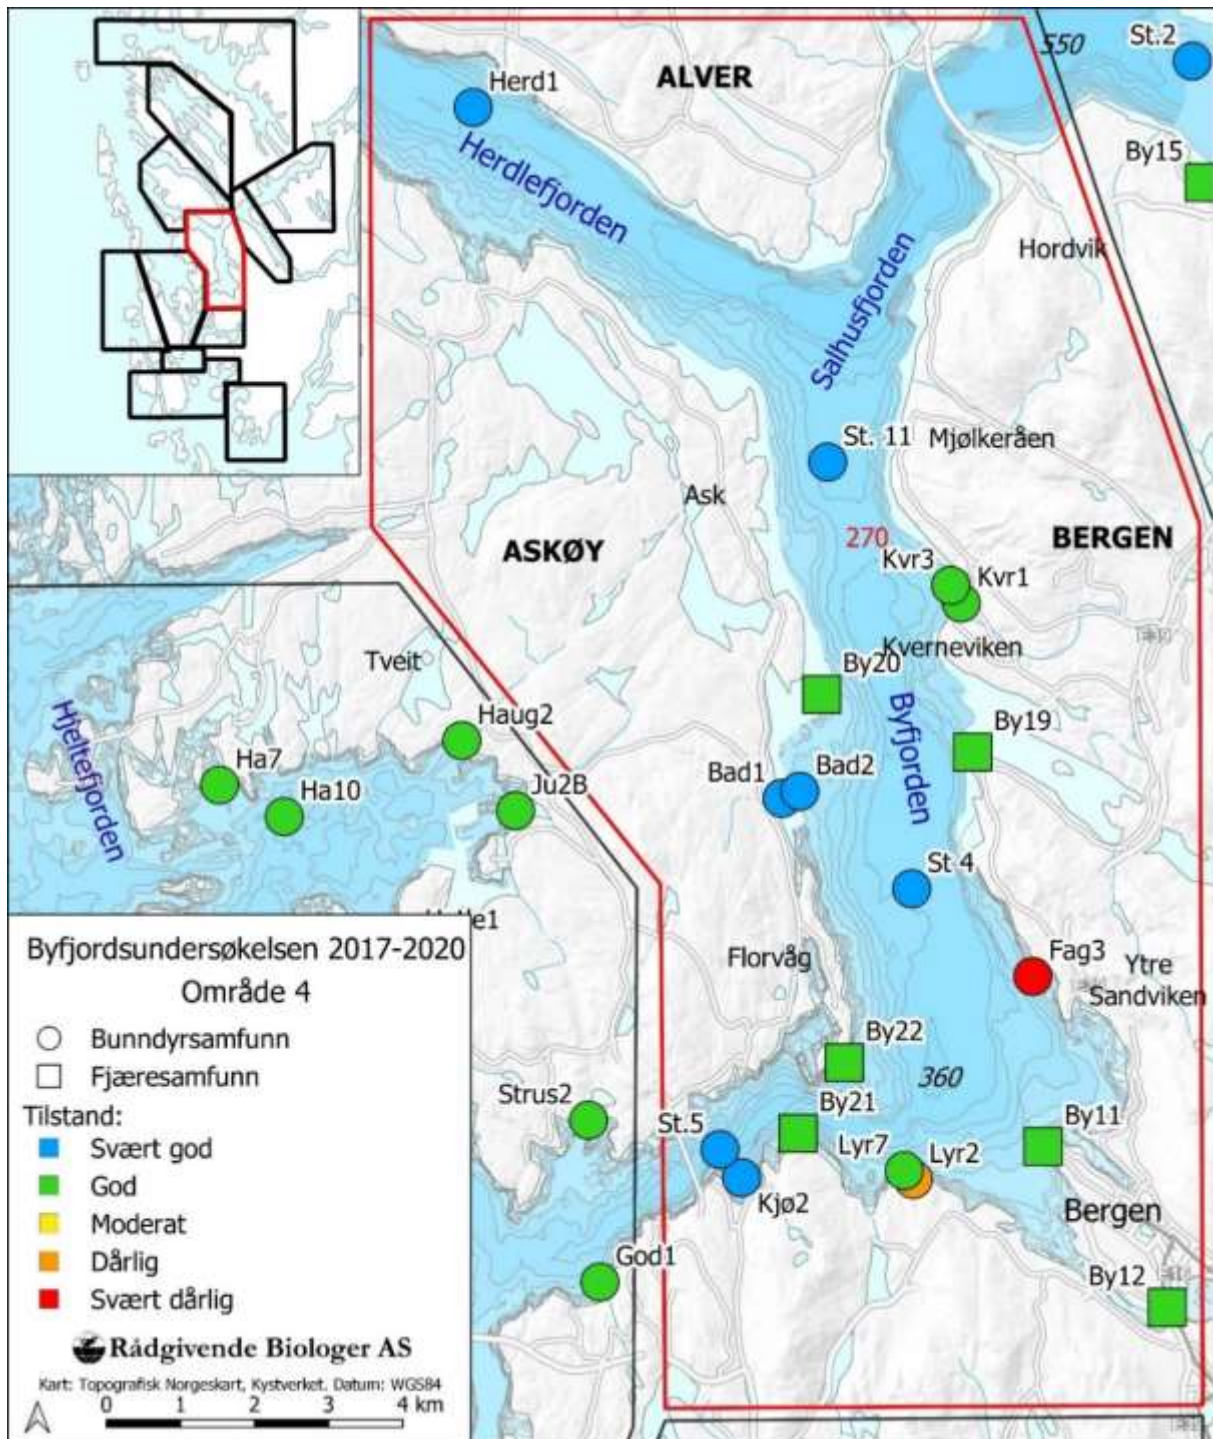 550
St.2
ALVER
Herd1
By15
Herdlefjorden
Hordvik
Salhusfjorden
Mjølkeråen
St. 11
Ask
ASKØY
270
BERGEN
Kvr3
Kvr1
Kverneviken
Tveit
By20
Hjeltefjorden
Haug2
Byfjorden
By19
Ha7
Bad1
Bad2
Ha10
Ju2B
St 4
Florvåg
Fag3
Ytre
Sandviken
By22
360
Strus2
By21
St.5
By11
Lyr7
Lyr2
Kjø2
Bergen
God1
By12
Byfjordsundersøkelsen 2017-2020
Område 4
Bunndyrsamfunn
Fjæresamfunn
Tilstand:
Svært god
God
Moderat
Dårlig
Svært dårlig
Rådgivende Biologer AS
Kart: Topografisk Norgeskart, Kystverket. Datum: WGS84
0 1 2 3 4 km